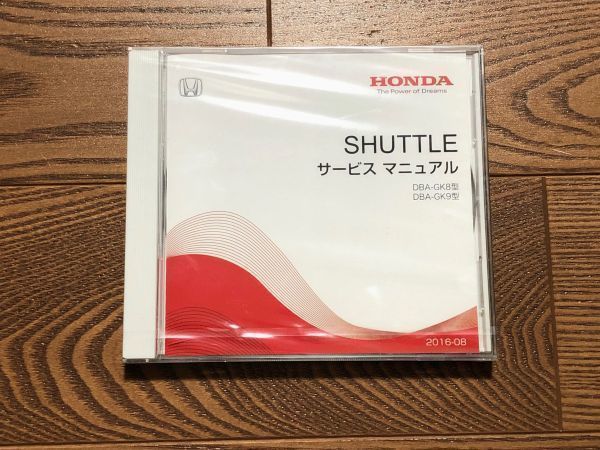 HONDA
The Power of Dreams
SHUTTLE
サービス マニュアル
DBA-GK8型
DBA-GK9型
2016-08